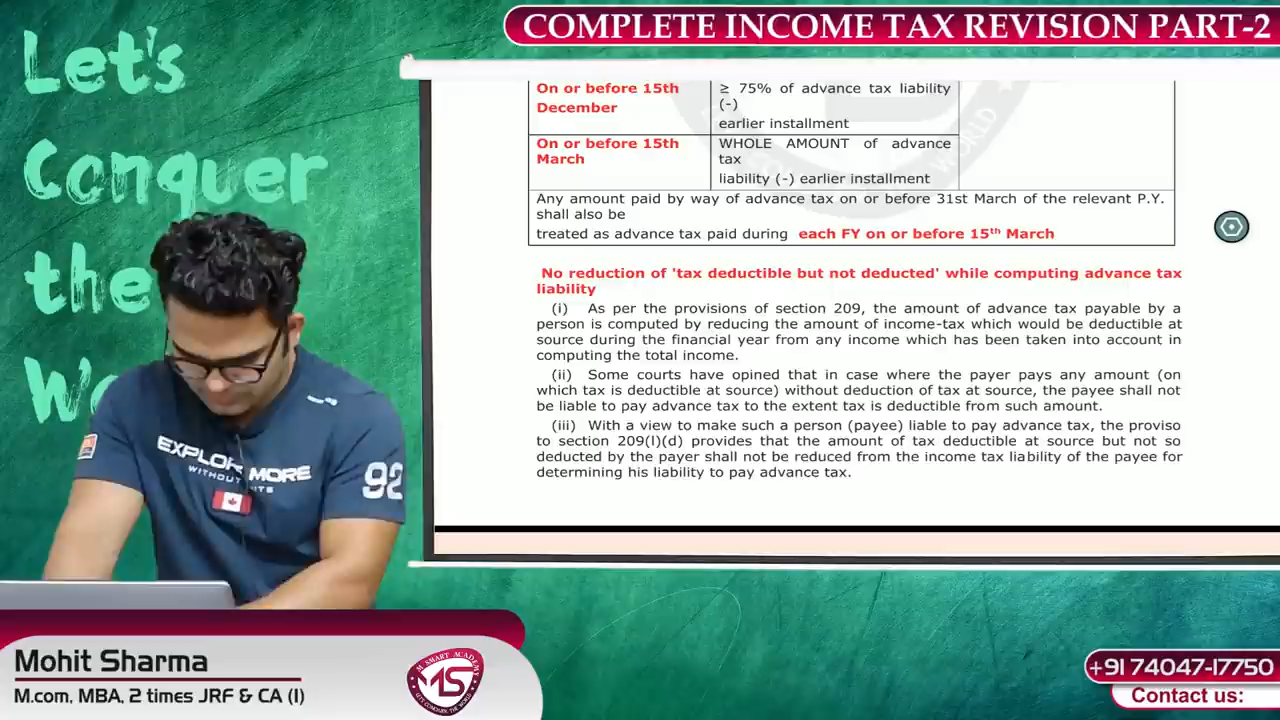 COMPLETE INCOME TAX REVISION PART-2
Let's
Conquer
the
On or before 15th
December
≥ 75% of advance tax liability
(-)
earlier installment
On or before 15th
March
WHOLE AMOUNT of advance
tax
liability (-) earlier installment
Any amount paid by way of advance tax on or before 31st March of the relevant P.Y.
shall also be
treated as advance tax paid during each FY on or before 15th March
No reduction of 'tax deductible but not deducted' while computing advance tax
liability
(i) As per the provisions of section 209, the amount of advance tax payable by a
person is computed by reducing the amount of income-tax which would be deductible at
source during the financial year from any income which has been taken into account in
computing the total income.
(ii) Some courts have opined that in case where the payer pays any amount (on
which tax is deductible at source) without deduction of tax at source, the payee shall not
be liable to pay advance tax to the extent tax is deductible from such amount.
(iii) With a view to make such a person (payee) liable to pay advance tax, the proviso
to section 209(l)(d) provides that the amount of tax deductible at source but not so
deducted by the payer shall not be reduced from the income tax liability of the payee for
determining his liability to pay advance tax.
EXPLOR MORE
WITHOUT
92
Mohit Sharma
M.com, MBA, 2 times JRF & CA (I)
M SMART ACADEMY
MS
LET'S CONQUER THE WORLD
+91 74047-17750
Contact us: